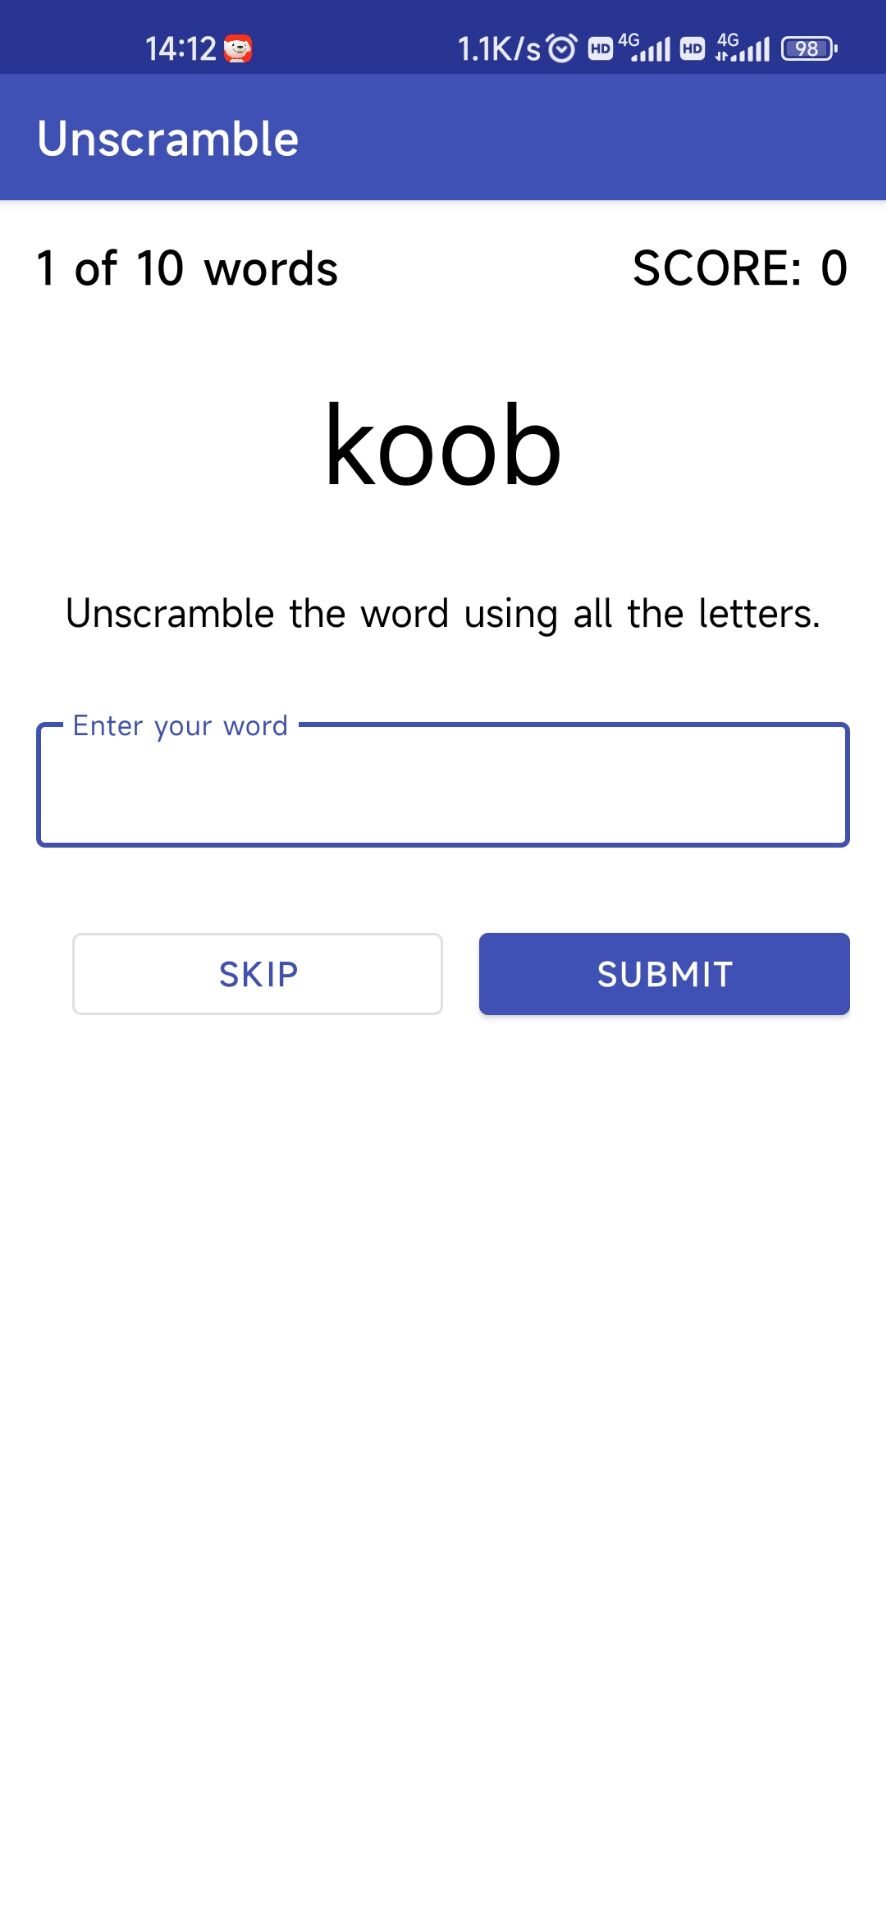 14:12 1.1K/s HD 4G HD 4G 98
Unscramble
1 of 10 words SCORE: 0
koob
Unscramble the word using all the letters.
Enter your word
SKIP SUBMIT